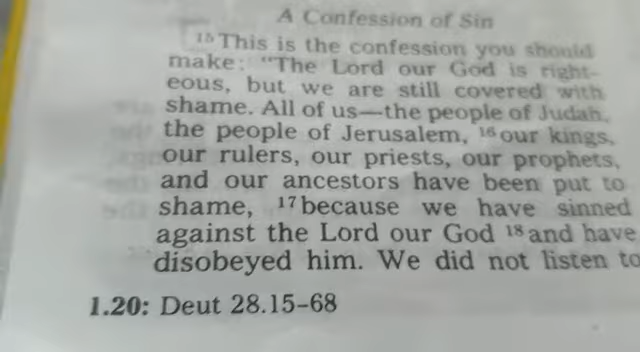 A Confession of Sin
15 This is the confession you should
make: "The Lord our God is right-
eous, but we are still covered with
shame. All of us—the people of Judah,
the people of Jerusalem, 16 our kings,
our rulers, our priests, our prophets,
and our ancestors have been put to
shame, 17 because we have sinned
against the Lord our God 18 and have
disobeyed him. We did not listen to
1.20: Deut 28.15-68